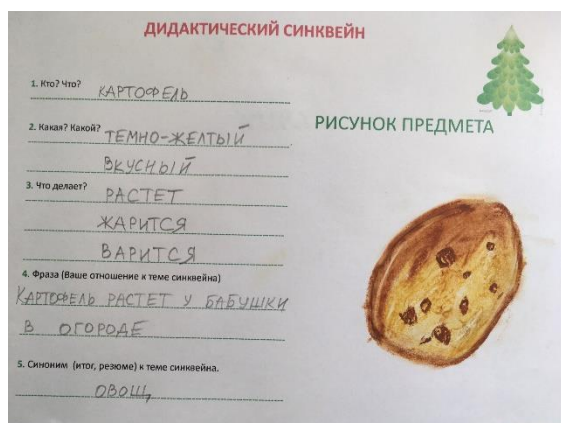 ДИДАКТИЧЕСКИЙ СИНКВЕЙН
1. Кто? Что? КАРТОФЕЛЬ
2. Какая? Какой? ТЕМНО-ЖЕЛТЫЙ
ВКУСНЫЙ
3. Что делает? РАСТЕТ
ЖАРИТСЯ
ВАРИТСЯ
4. Фраза (Ваше отношение к теме синквейна)
КАРТОФЕЛЬ РАСТЕТ У БАБУШКИ
В ОГОРОДЕ
5. Синоним (итог, резюме) к теме синквейна.
ОВОЩ
РИСУНОК ПРЕДМЕТА